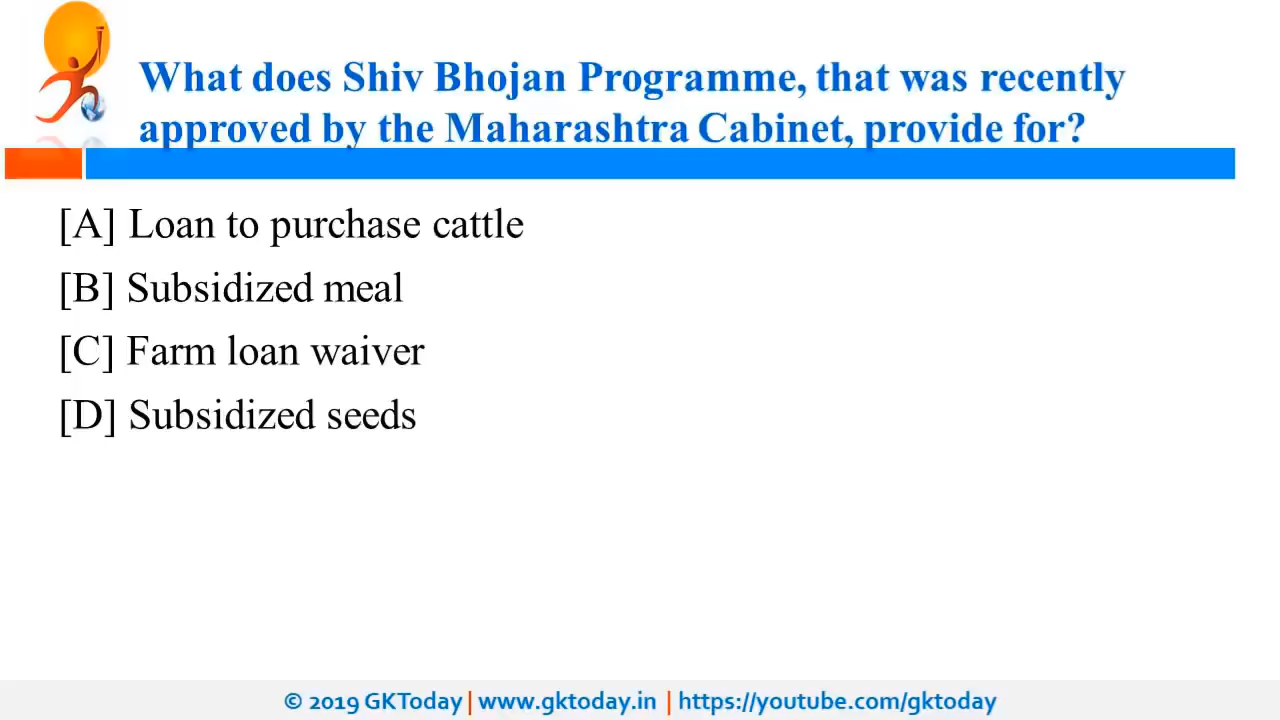 What does Shiv Bhojan Programme, that was recently
approved by the Maharashtra Cabinet, provide for?
[A] Loan to purchase cattle
[B] Subsidized meal
[C] Farm loan waiver
[D] Subsidized seeds
© 2019 GKToday | www.gktoday.in | https://youtube.com/gktoday